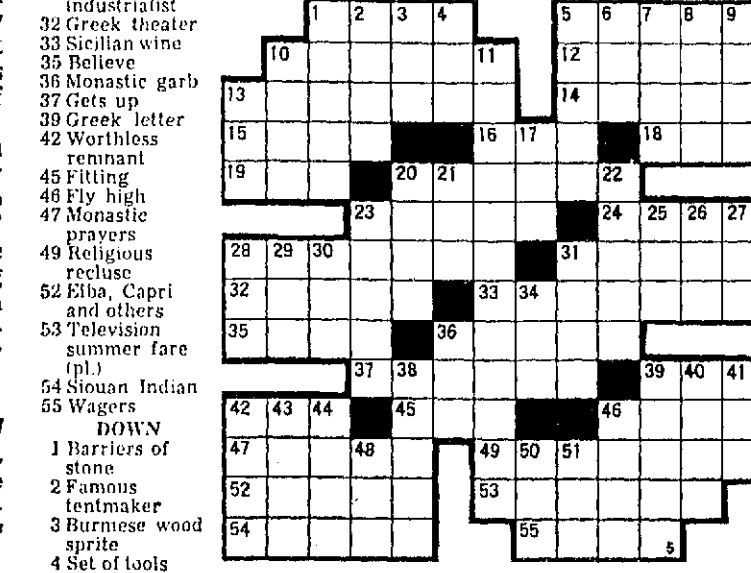 industrialist
32 Greek theater
33 Sicilian wine
35 Believe
36 Monastic garb
37 Gets up
39 Greek letter
42 Worthless
remnant
45 Fitting
46 Fly high
47 Monastic
prayers
49 Religious
recluse
52 Elba, Capri
and others
53 Television
summer fare
(pl.)
54 Siouan Indian
55 Wagers
DOWN
1 Barriers of
stone
2 Famous
tentmaker
3 Burmese wood
sprite
4 Set of tools
1 2 3 4 5 6 7 8 9
10 11 12
13 14
15 16 17 18
19 20 21 22
23 24 25 26 27
28 29 30 31
32 33 34
35 36
37 38 39 40 41
42 43 44 45 46
47 48 49 50 51
52 53
54 55
5